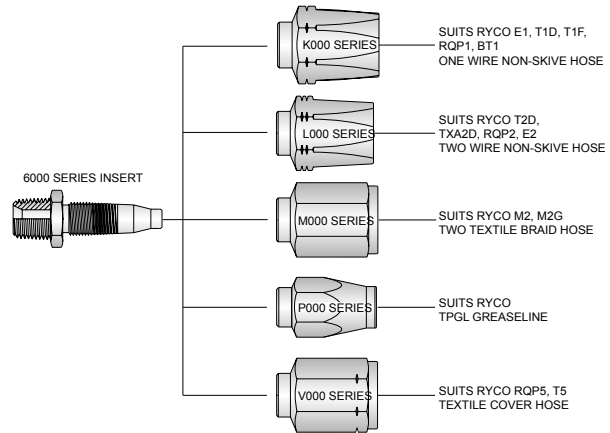 K000 SERIES
SUITS RYCO E1, T1D, T1F,
RQP1, BT1
ONE WIRE NON-SKIVE HOSE
L000 SERIES
SUITS RYCO T2D,
TXA2D, RQP2, E2
TWO WIRE NON-SKIVE HOSE
6000 SERIES INSERT
M000 SERIES
SUITS RYCO M2, M2G
TWO TEXTILE BRAID HOSE
P000 SERIES
SUITS RYCO
TPGL GREASELINE
V000 SERIES
SUITS RYCO RQP5, T5
TEXTILE COVER HOSE